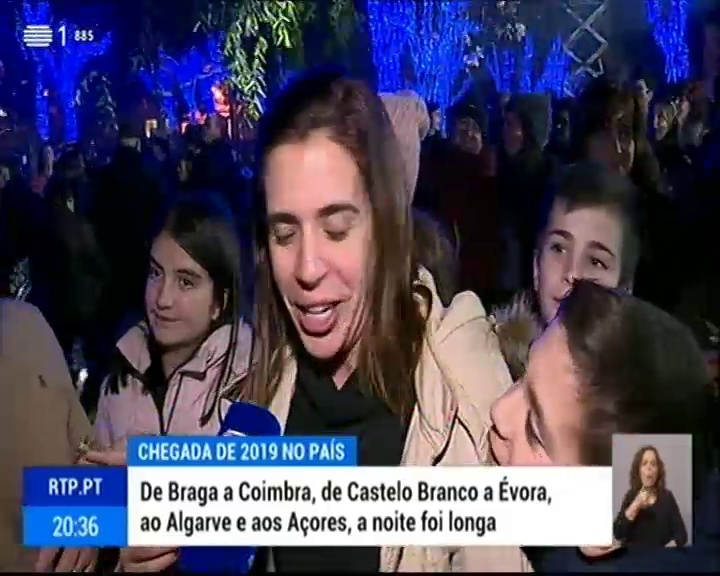 1 885
CHEGADA DE 2019 NO PAÍS
RTP.PT
De Braga a Coimbra, de Castelo Branco a Évora,
20:36
ao Algarve e aos Açores, a noite foi longa